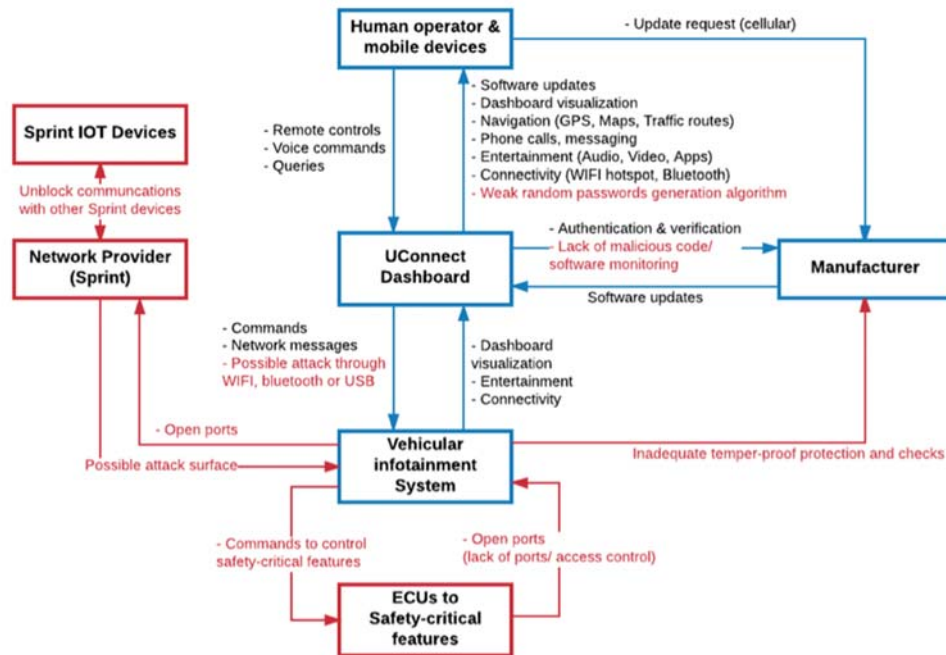 Human operator &
mobile devices
- Update request (cellular)
- Software updates
- Dashboard visualization
- Navigation (GPS, Maps, Traffic routes)
- Phone calls, messaging
- Entertainment (Audio, Video, Apps)
- Connectivity (WIFI hotspot, Bluetooth)
- Weak random passwords generation algorithm
- Remote controls
- Voice commands
- Queries
Sprint IOT Devices
Unblock communcations
with other Sprint devices
Network Provider
(Sprint)
UConnect
Dashboard
- Authentication & verification
- Lack of malicious code/
software monitoring
Manufacturer
Software updates
- Commands
- Network messages
- Possible attack through
WIFI, bluetooth or USB
- Dashboard
visualization
- Entertainment
- Connectivity
- Open ports
Possible attack surface
Vehicular
infotainment
System
Inadequate temper-proof protection and checks
- Commands to control
safety-critical features
- Open ports
(lack of ports/ access control)
ECUs to
Safety-critical
features